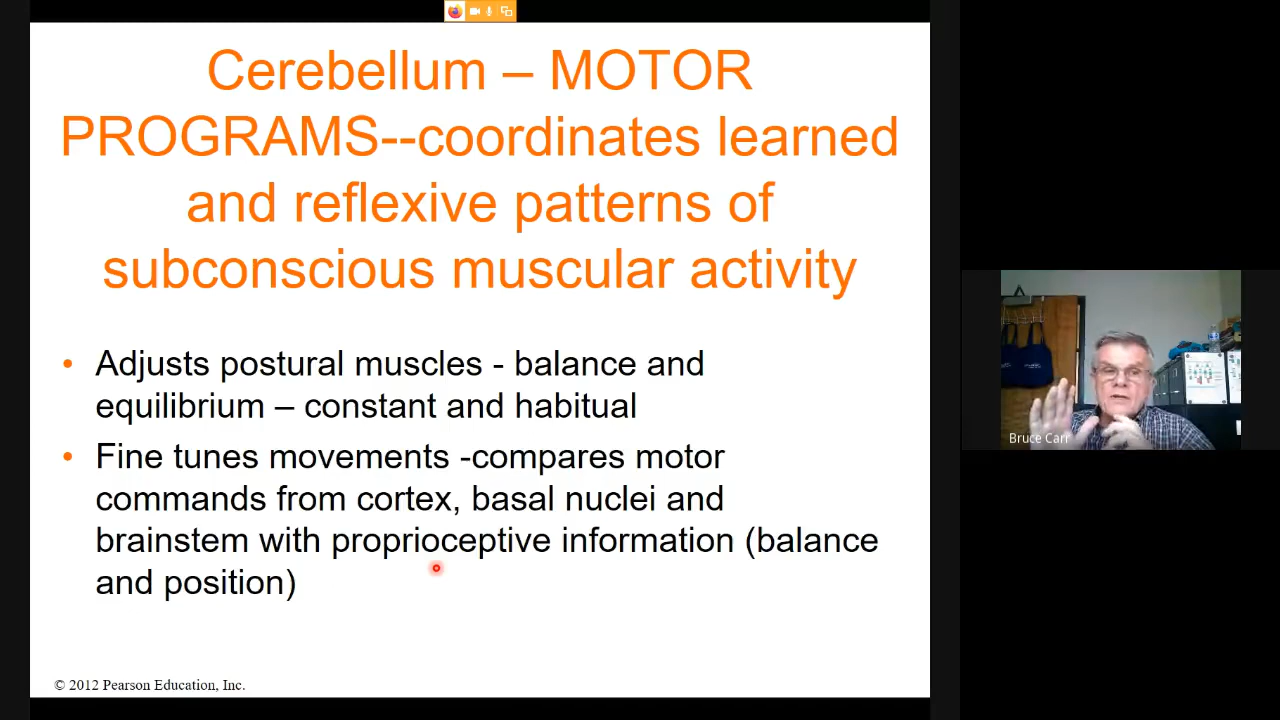 Cerebellum – MOTOR
PROGRAMS--coordinates learned
and reflexive patterns of
subconscious muscular activity
• Adjusts postural muscles - balance and
equilibrium – constant and habitual
• Fine tunes movements -compares motor
commands from cortex, basal nuclei and
brainstem with proprioceptive information (balance
and position)
Bruce Carr
© 2012 Pearson Education, Inc.